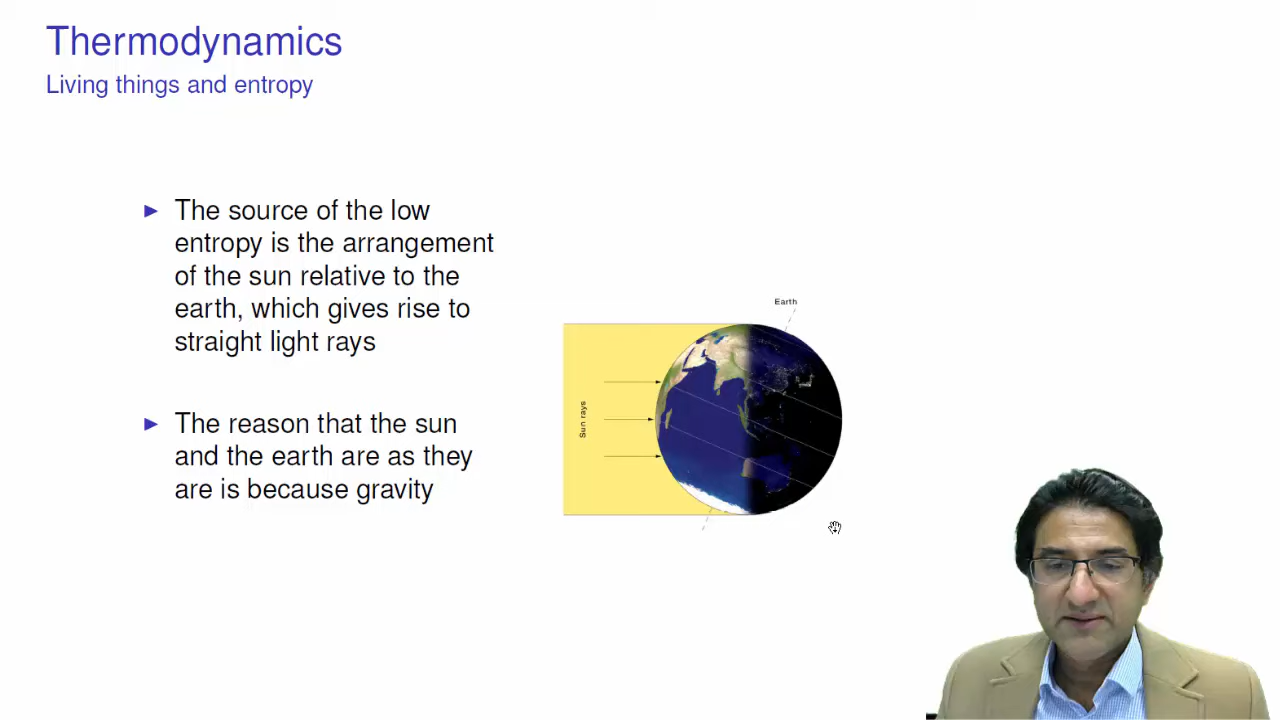 Thermodynamics
Living things and entropy
The source of the low
entropy is the arrangement
of the sun relative to the
earth, which gives rise to
straight light rays
The reason that the sun
and the earth are as they
are is because gravity
Earth
Sun rays